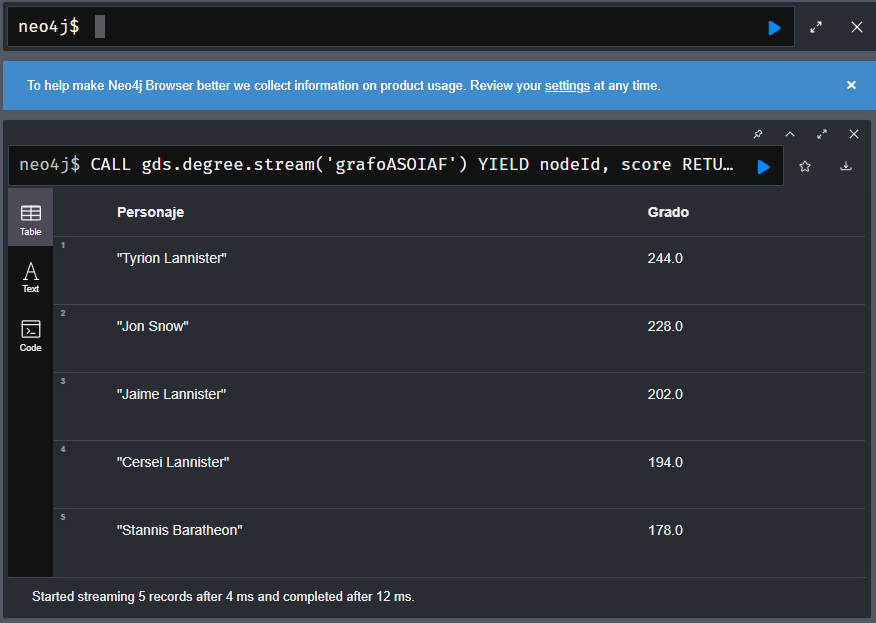 neo4j$
To help make Neo4j Browser better we collect information on product usage. Review your settings at any time.
neo4j$ CALL gds.degree.stream('grafoASOIAF') YIELD nodeId, score RETU…
Table
Text
Code
Personaje Grado
1 "Tyrion Lannister" 244.0
2 "Jon Snow" 228.0
3 "Jaime Lannister" 202.0
4 "Cersei Lannister" 194.0
5 "Stannis Baratheon" 178.0
Started streaming 5 records after 4 ms and completed after 12 ms.